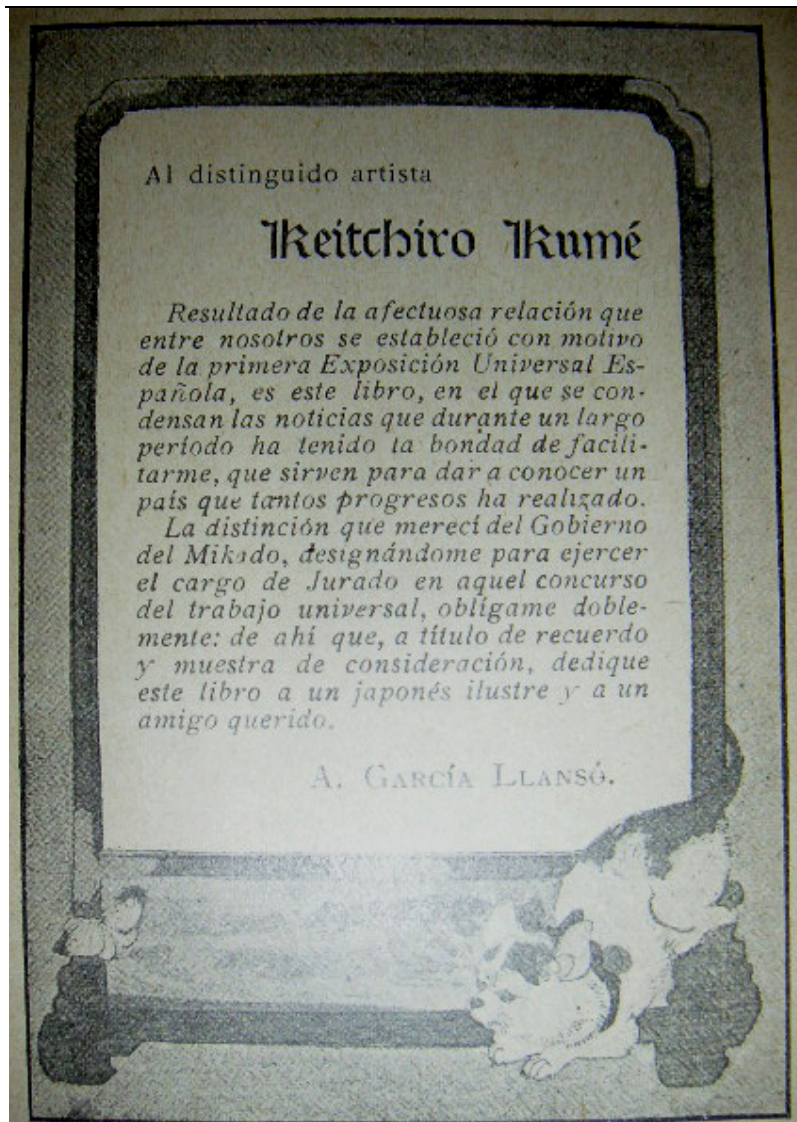 Al distinguido artista
Keitchiro Kumé
Resultado de la afectuosa relación que
entre nosotros se estableció con motivo
de la primera Exposición Universal Es-
pañola, es este libro, en el que se con-
densan las noticias que durante un largo
período ha tenido la bondad de facili-
tarme, que sirven para dar a conocer un
país que tantos progresos ha realizado.
La distinción que merecí del Gobierno
del Mikado, designándome para ejercer
el cargo de Jurado en aquel concurso
del trabajo universal, oblígame doble-
mente: de ahí que, a título de recuerdo
y muestra de consideración, dedique
este libro a un japonés ilustre y a un
amigo querido.
A. García Llansó.